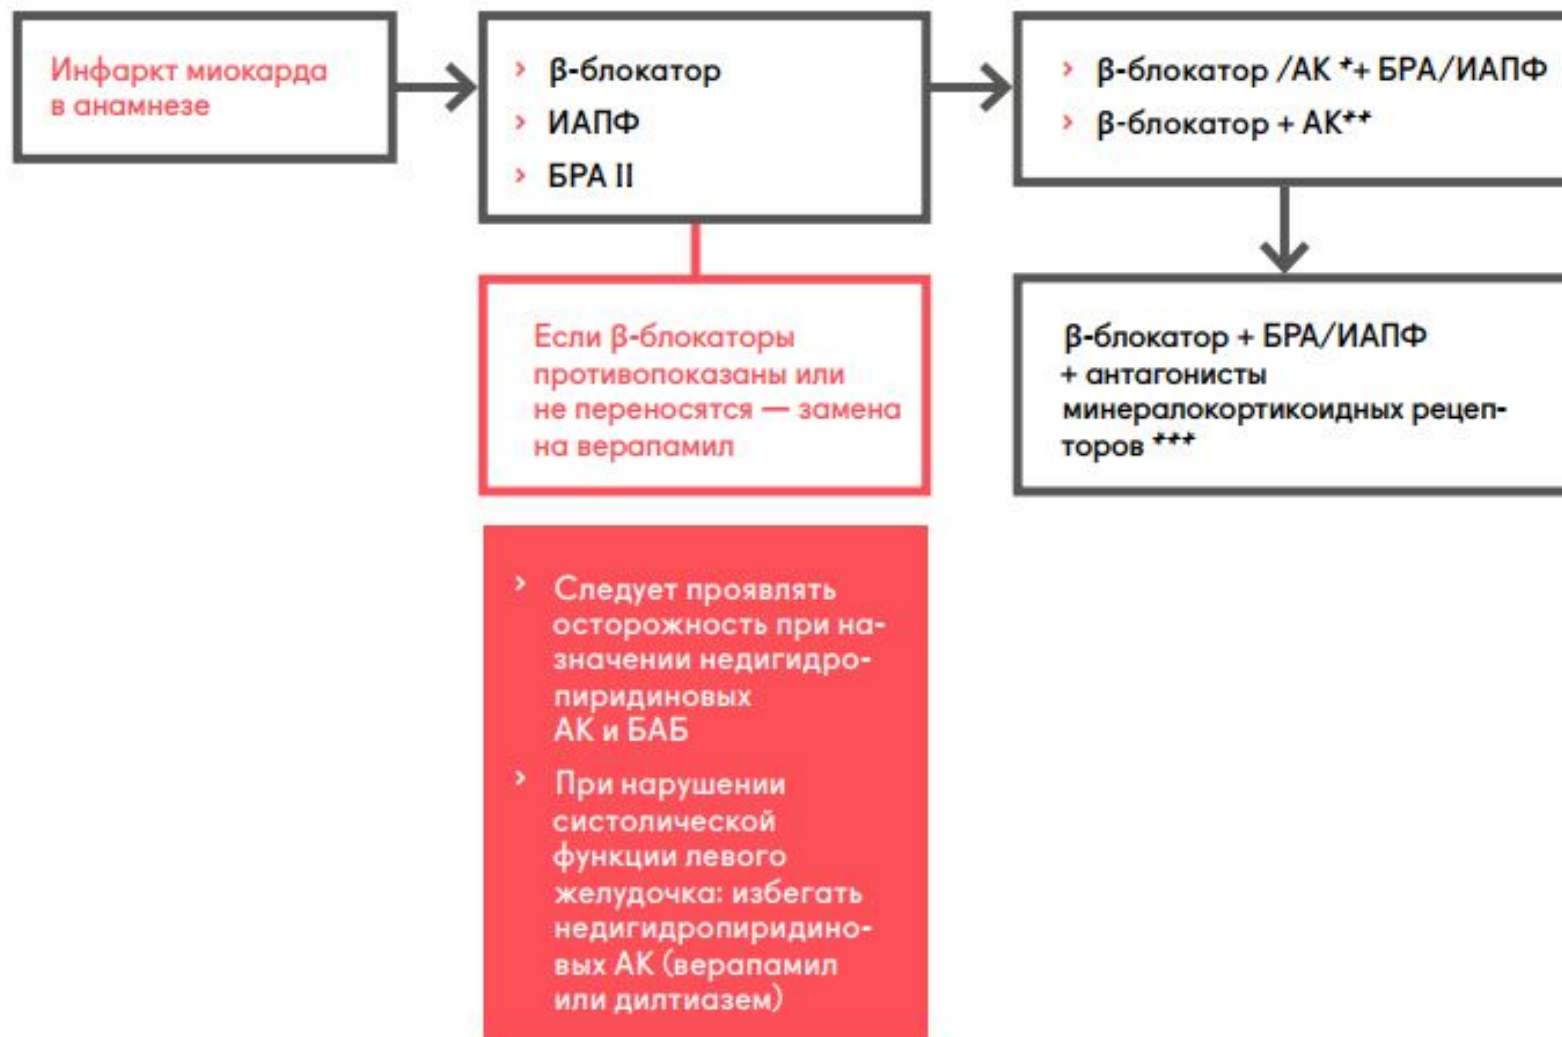 Инфаркт миокарда
в анамнезе
› β-блокатор
› ИАПФ
› БРА II
› β-блокатор /АК *+ БРА/ИАПФ
› β-блокатор + АК**
Если β-блокаторы
противопоказаны или
не переносятся — замена
на верапамил
β-блокатор + БРА/ИАПФ
+ антагонисты
минералокортикоидных рецеп-
торов ***
› Следует проявлять
осторожность при на-
значении недигидро-
пиридиновых
АК и БАБ
› При нарушении
систолической
функции левого
желудочка: избегать
недигидропиридино-
вых АК (верапамил
или дилтиазем)